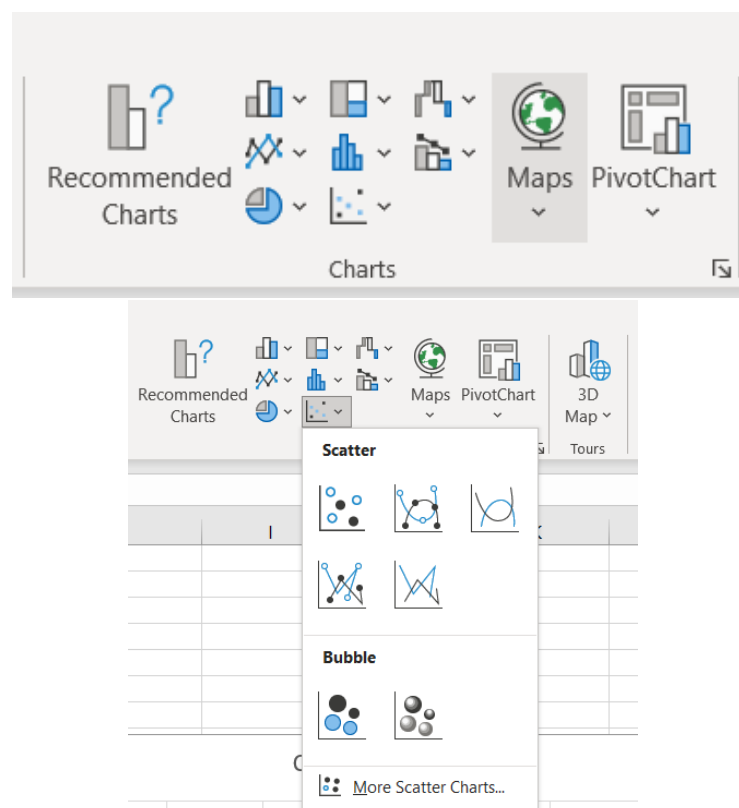 Recommended
Charts
Maps
PivotChart
Charts
Recommended
Charts
Maps
PivotChart
3D
Map
Tours
Scatter
I
Bubble
More Scatter Charts...